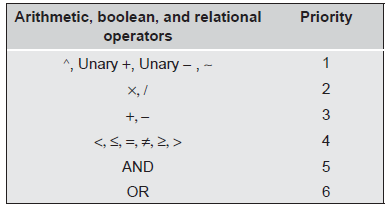 Arithmetic, boolean, and relational Priority
operators
^, Unary +, Unary – , ~ 1
×, / 2
+, – 3
<, ≤, =, ≠, ≥, > 4
AND 5
OR 6